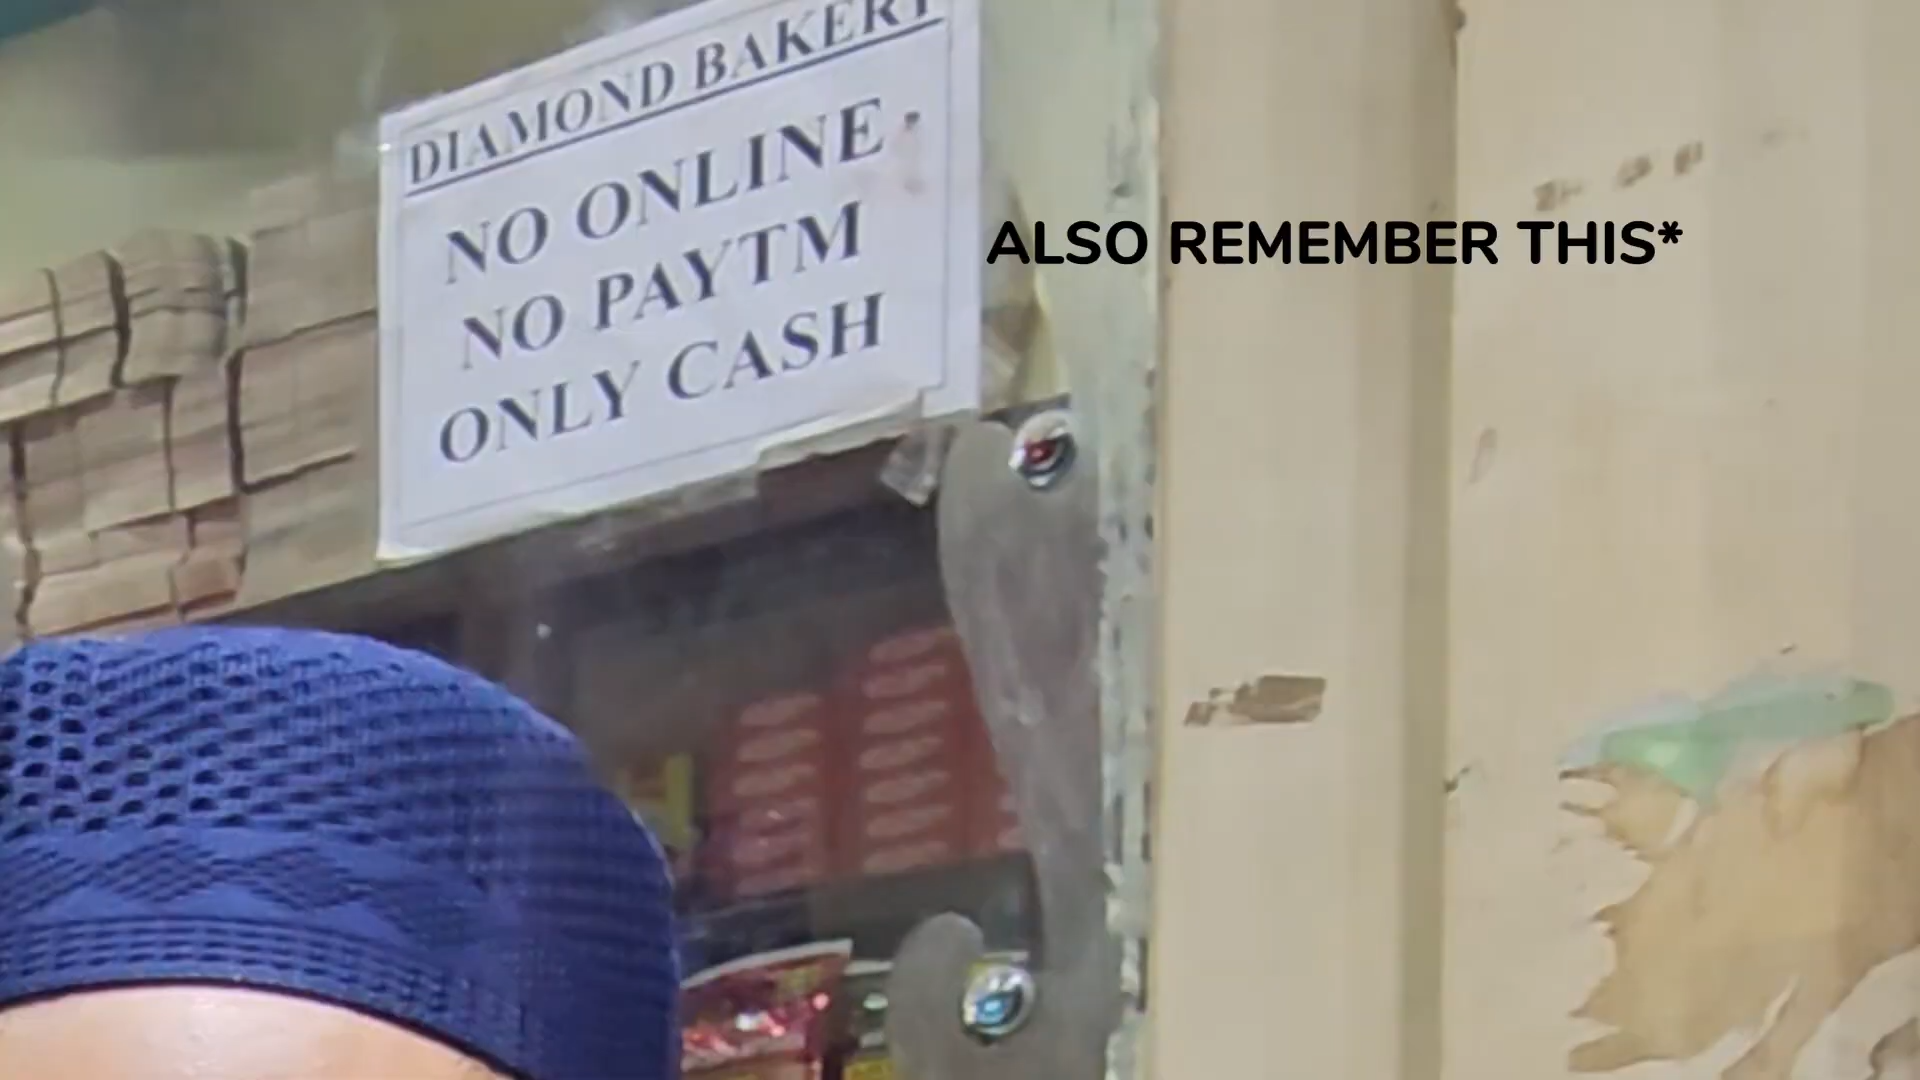 DIAMOND BAKERY
NO ONLINE
NO PAYTM
ONLY CASH
ALSO REMEMBER THIS*